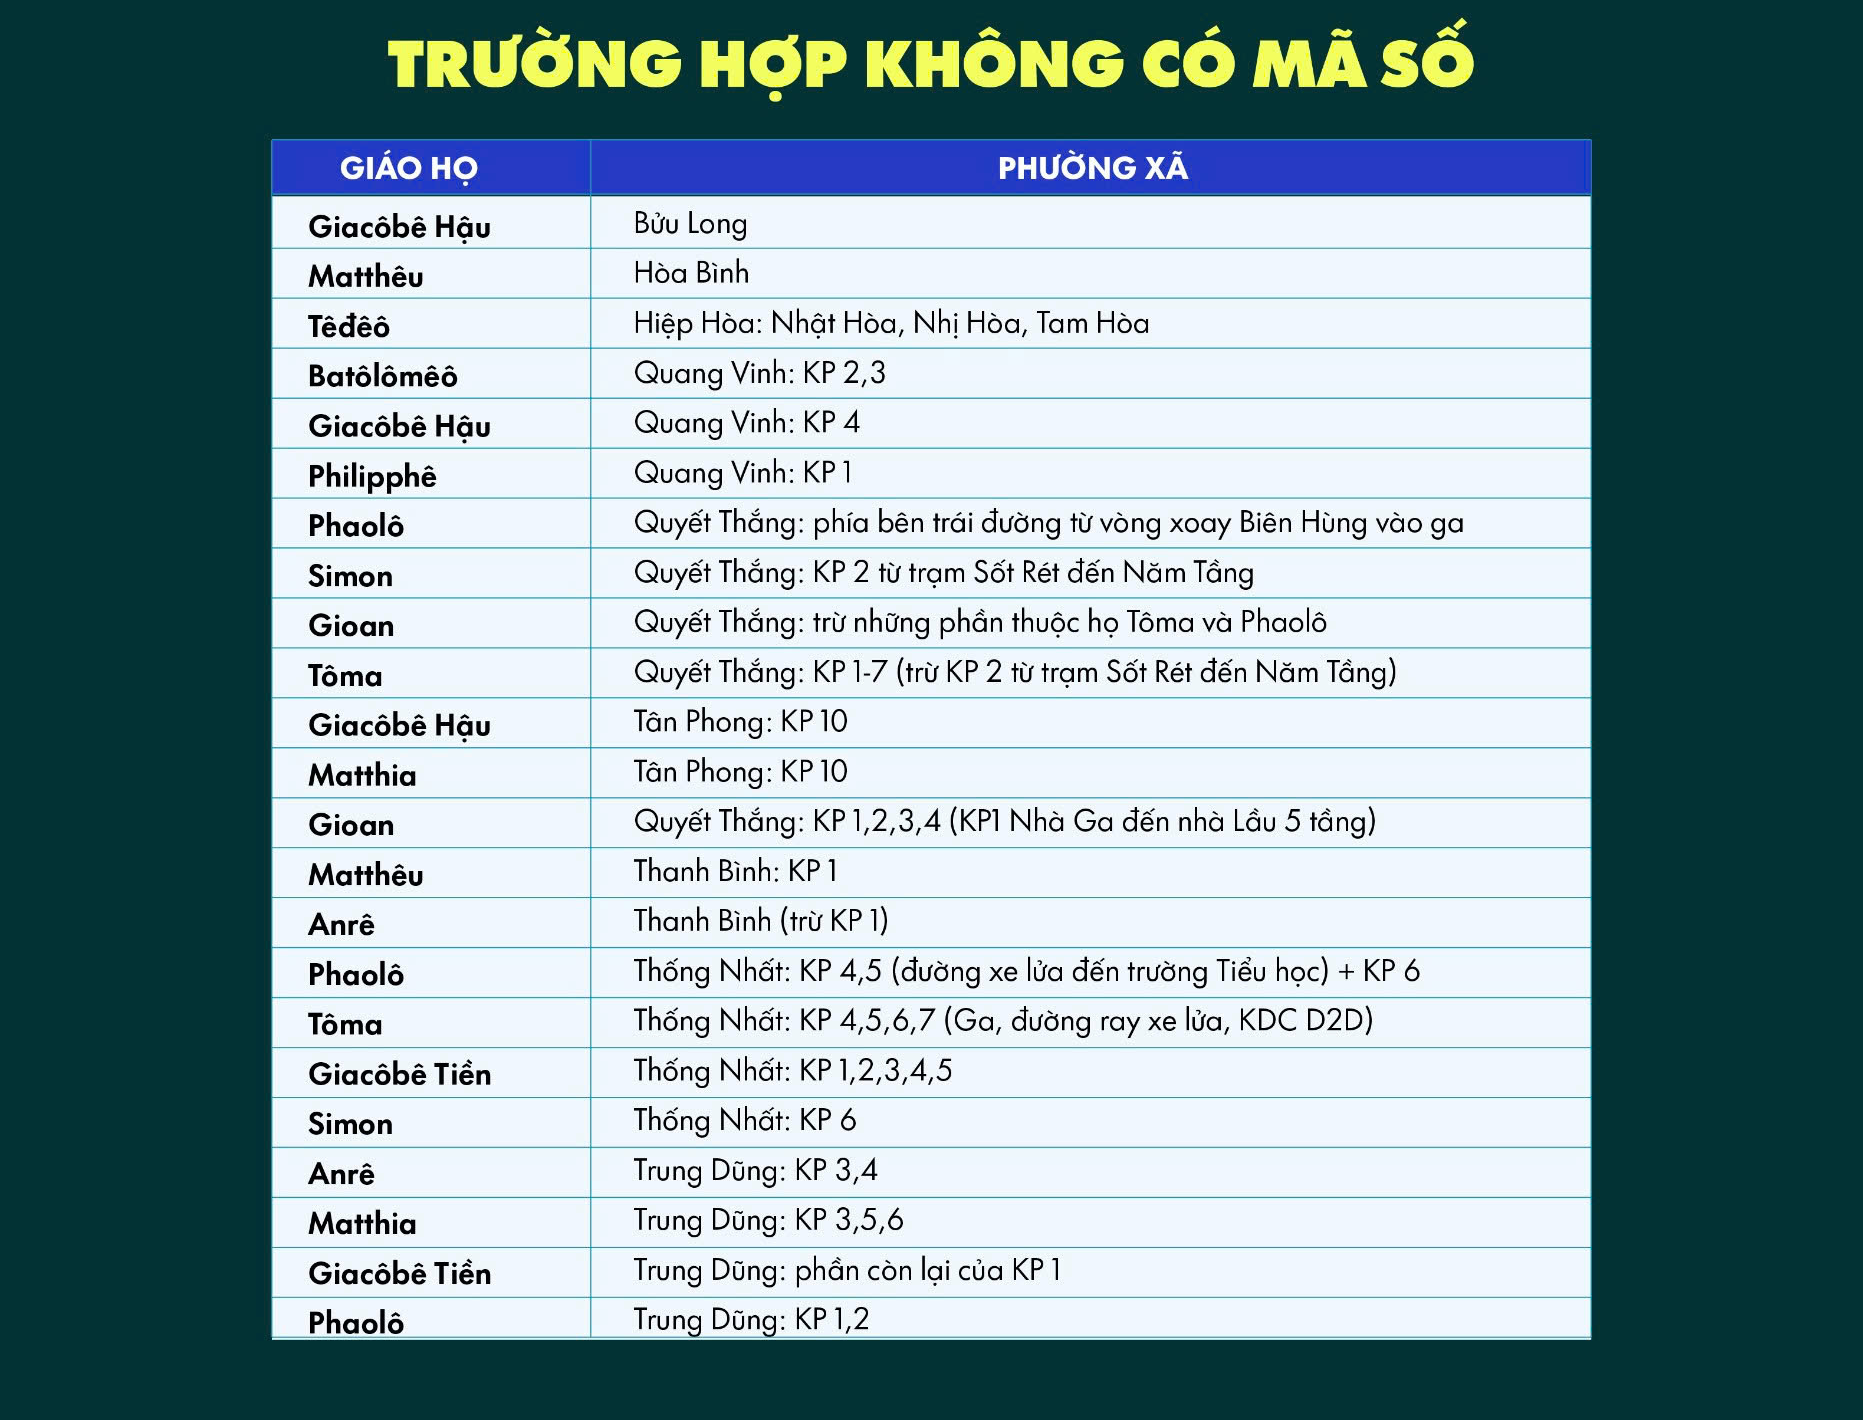 TRƯỜNG HỢP KHÔNG CÓ MÃ SỐ
GIÁO HỌ PHƯỜNG XÃ
Giacôbê Hậu Bửu Long
Matthêu Hòa Bình
Têđêô Hiệp Hòa: Nhật Hòa, Nhị Hòa, Tam Hòa
Batôlômêô Quang Vinh: KP 2,3
Giacôbê Hậu Quang Vinh: KP 4
Philipphê Quang Vinh: KP 1
Phaolô Quyết Thắng: phía bên trái đường từ vòng xoay Biên Hùng vào ga
Simon Quyết Thắng: KP 2 từ trạm Sốt Rét đến Năm Tầng
Gioan Quyết Thắng: trừ những phần thuộc họ Tôma và Phaolô
Tôma Quyết Thắng: KP 1-7 (trừ KP 2 từ trạm Sốt Rét đến Năm Tầng)
Giacôbê Hậu Tân Phong: KP 10
Matthia Tân Phong: KP 10
Gioan Quyết Thắng: KP 1,2,3,4 (KP1 Nhà Ga đến nhà Lầu 5 tầng)
Matthêu Thanh Bình: KP 1
Anrê Thanh Bình (trừ KP 1)
Phaolô Thống Nhất: KP 4,5 (đường xe lửa đến trường Tiểu học) + KP 6
Tôma Thống Nhất: KP 4,5,6,7 (Ga, đường ray xe lửa, KDC D2D)
Giacôbê Tiền Thống Nhất: KP 1,2,3,4,5
Simon Thống Nhất: KP 6
Anrê Trung Dũng: KP 3,4
Matthia Trung Dũng: KP 3,5,6
Giacôbê Tiền Trung Dũng: phần còn lại của KP 1
Phaolô Trung Dũng: KP 1,2